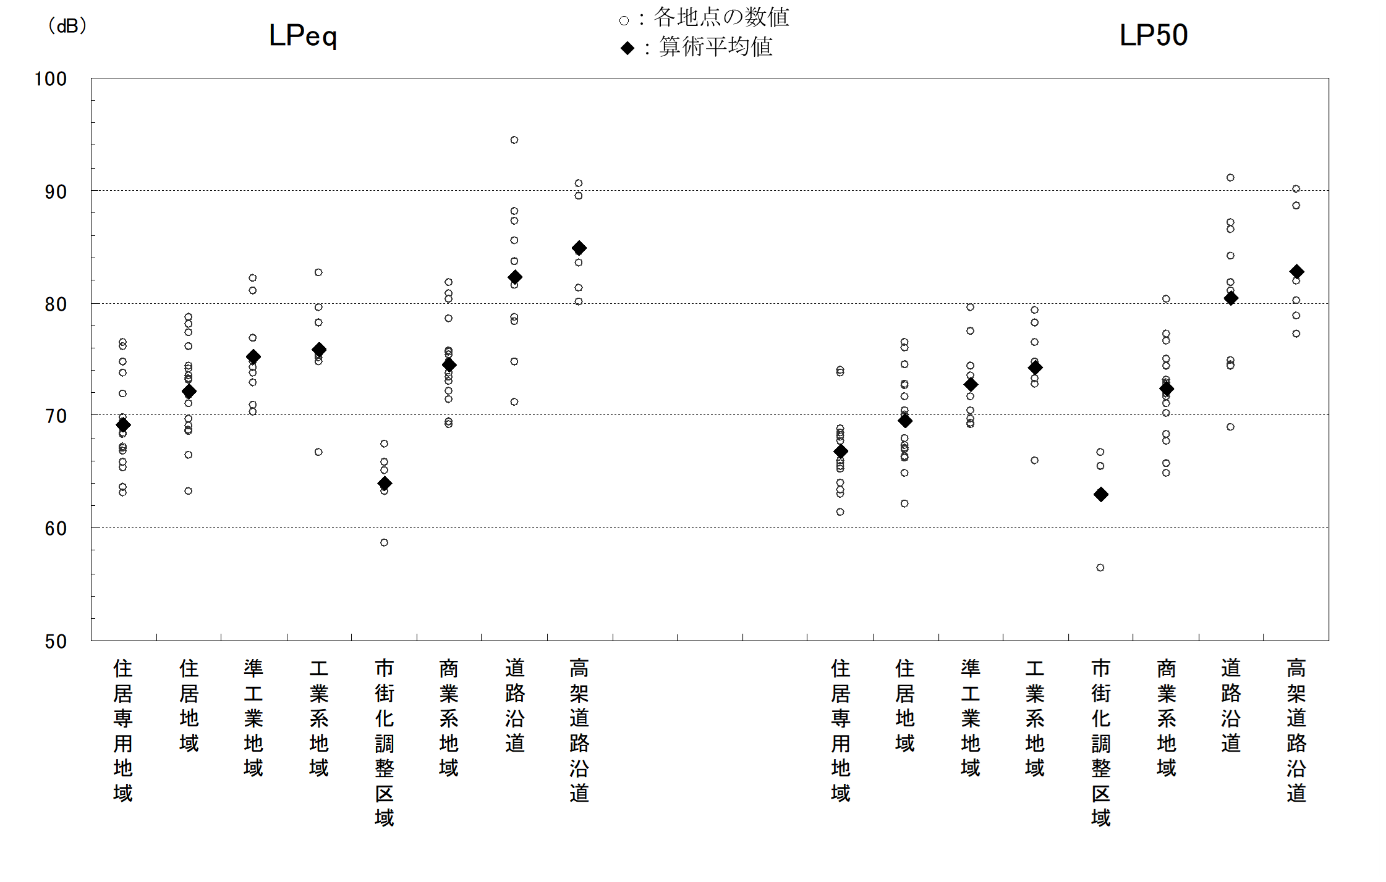 （dB）
LPeq
○：各地点の数値
◆：算術平均値
LP50
100
90
80
70
60
50
住居専用地域
住居地域
準工業地域
工業系地域
市街化調整区域
商業系地域
道路沿道
高架道路沿道
住居専用地域
住居地域
準工業地域
工業系地域
市街化調整区域
商業系地域
道路沿道
高架道路沿道